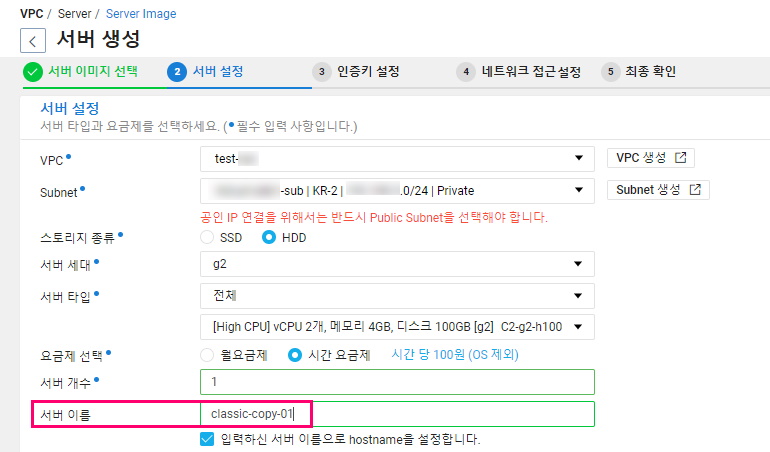 VPC / Server / Server Image
서버 생성
서버 이미지 선택 2 서버 설정 3 인증키 설정 4 네트워크 접근 설정 5 최종 확인
서버 설정
서버 타입과 요금제를 선택하세요. (• 필수 입력 사항입니다.)
VPC• test- VPC 생성
Subnet• -sub | KR-2 | .0/24 | Private Subnet 생성
공인 IP 연결을 위해서는 반드시 Public Subnet을 선택해야 합니다.
스토리지 종류• SSD HDD
서버 세대• g2
서버 타입• 전체
[High CPU] vCPU 2개, 메모리 4GB, 디스크 100GB [g2] C2-g2-h100
요금제 선택• 월요금제 시간 요금제 시간 당 100원 (OS 제외)
서버 개수• 1
서버 이름 classic-copy-01
입력하신 서버 이름으로 hostname을 설정합니다.